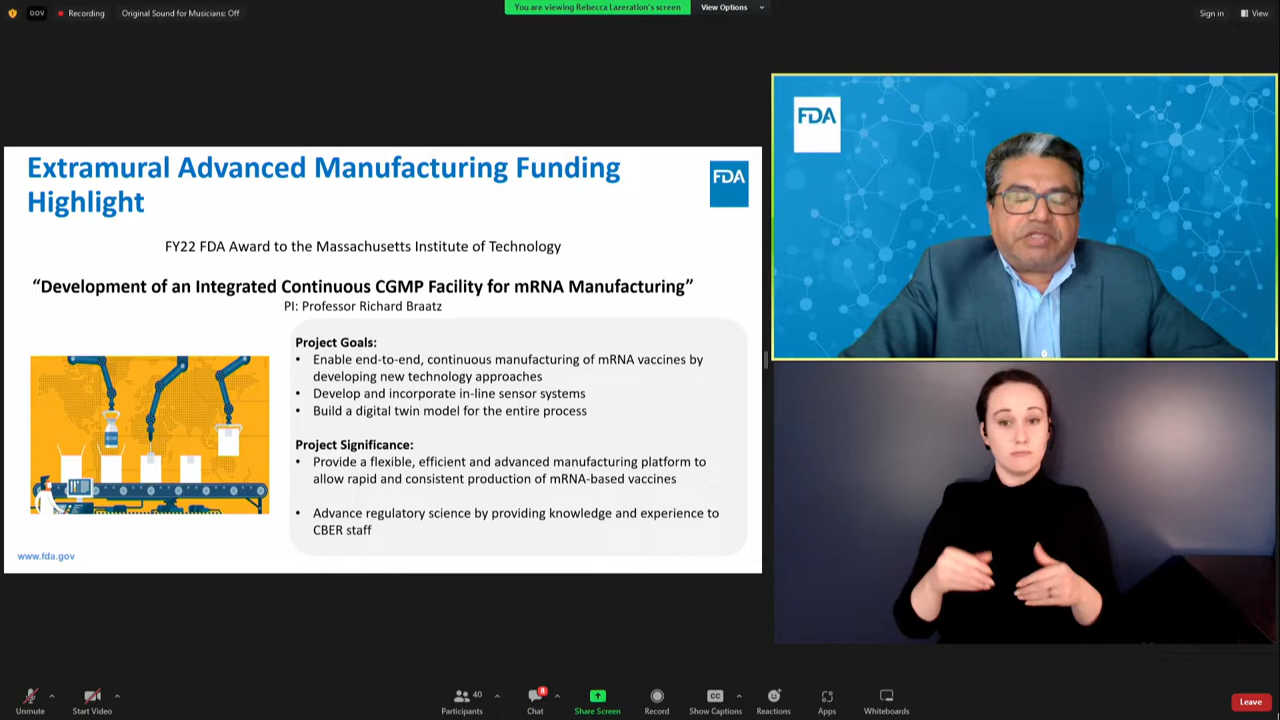 GOV
Recording
Original Sound for Musicians: Off
You are viewing Rebecca Lazeration's screen
View Options
Sign in
View
Extramural Advanced Manufacturing Funding
Highlight
FDA
FY22 FDA Award to the Massachusetts Institute of Technology
“Development of an Integrated Continuous CGMP Facility for mRNA Manufacturing”
PI: Professor Richard Braatz
Project Goals:
• Enable end-to-end, continuous manufacturing of mRNA vaccines by
developing new technology approaches
• Develop and incorporate in-line sensor systems
• Build a digital twin model for the entire process
Project Significance:
• Provide a flexible, efficient and advanced manufacturing platform to
allow rapid and consistent production of mRNA-based vaccines
• Advance regulatory science by providing knowledge and experience to
CBER staff
www.fda.gov
FDA
Unmute
Start Video
40
Participants
8
Chat
Share Screen
Record
CC
Show Captions
Reactions
Apps
Whiteboards
Leave